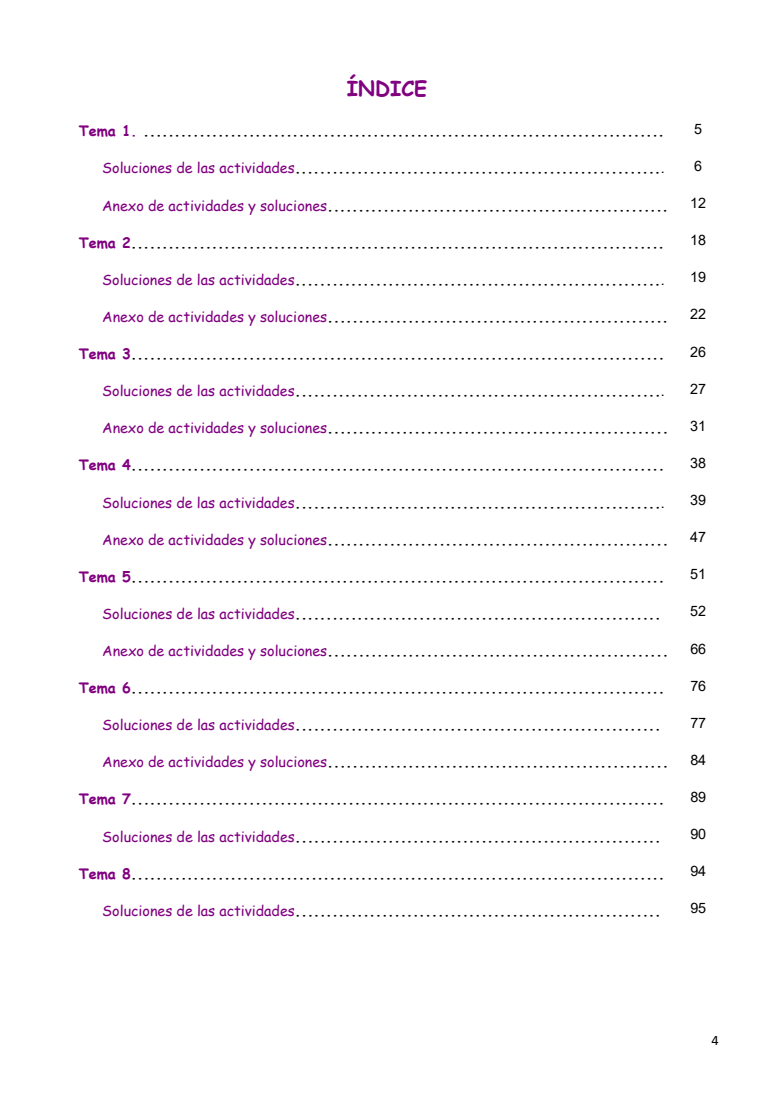 ÍNDICE
Tema 1. ........................................................................................ 5
Soluciones de las actividades............................................................. 6
Anexo de actividades y soluciones....................................................... 12
Tema 2........................................................................................ 18
Soluciones de las actividades............................................................. 19
Anexo de actividades y soluciones....................................................... 22
Tema 3........................................................................................ 26
Soluciones de las actividades............................................................. 27
Anexo de actividades y soluciones....................................................... 31
Tema 4........................................................................................ 38
Soluciones de las actividades............................................................. 39
Anexo de actividades y soluciones....................................................... 47
Tema 5........................................................................................ 51
Soluciones de las actividades............................................................. 52
Anexo de actividades y soluciones....................................................... 66
Tema 6........................................................................................ 76
Soluciones de las actividades............................................................. 77
Anexo de actividades y soluciones....................................................... 84
Tema 7........................................................................................ 89
Soluciones de las actividades............................................................. 90
Tema 8........................................................................................ 94
Soluciones de las actividades............................................................. 95
4